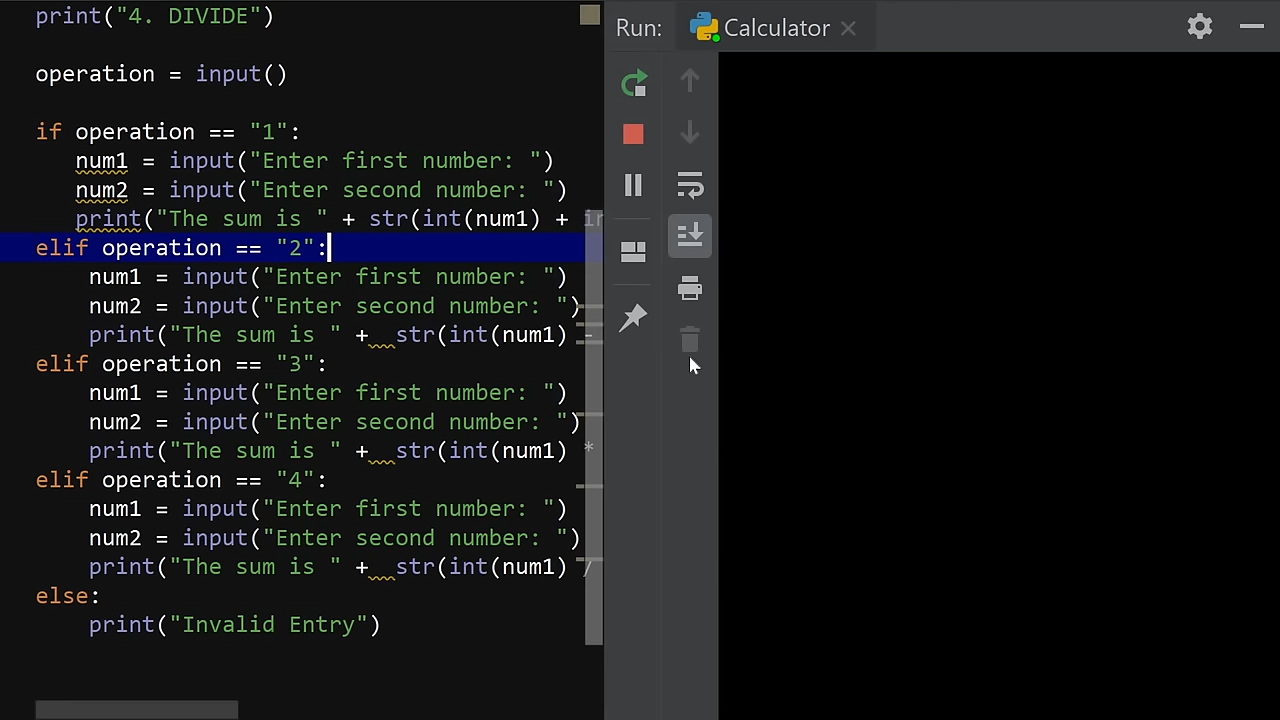 print("4. DIVIDE")
operation = input()
if operation == "1":
num1 = input("Enter first number: ")
num2 = input("Enter second number: ")
print("The sum is " + str(int(num1) + in
elif operation == "2":
num1 = input("Enter first number: ")
num2 = input("Enter second number: ")
print("The sum is " +  str(int(num1) -
elif operation == "3":
num1 = input("Enter first number: ")
num2 = input("Enter second number: ")
print("The sum is " +  str(int(num1) *
elif operation == "4":
num1 = input("Enter first number: ")
num2 = input("Enter second number: ")
print("The sum is " +  str(int(num1) /
else:
print("Invalid Entry")
Run: Calculator